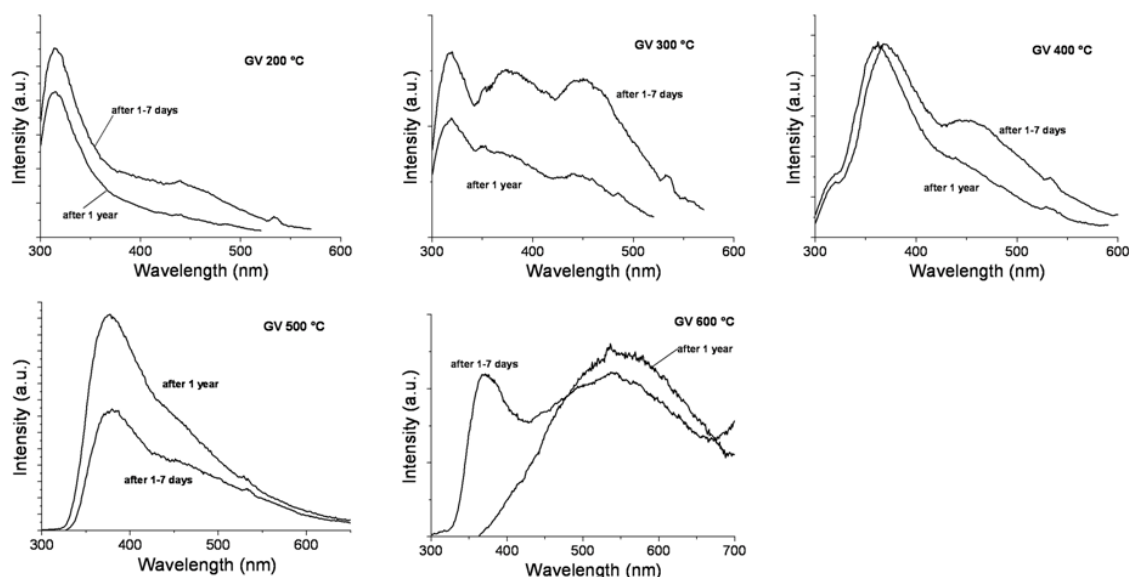 GV 200 °C
after 1-7 days
after 1 year
Intensity (a.u.)
300 400 500 600
Wavelength (nm)
GV 300 °C
after 1-7 days
after 1 year
Intensity (a.u.)
300 400 500 600
Wavelength (nm)
GV 400 °C
after 1-7 days
after 1 year
Intensity (a.u.)
300 400 500 600
Wavelength (nm)
GV 500 °C
after 1 year
after 1-7 days
Intensity (a.u.)
300 400 500 600
Wavelength (nm)
GV 600 °C
after 1 year
after 1-7 days
Intensity (a.u.)
300 400 500 600 700
Wavelength (nm)